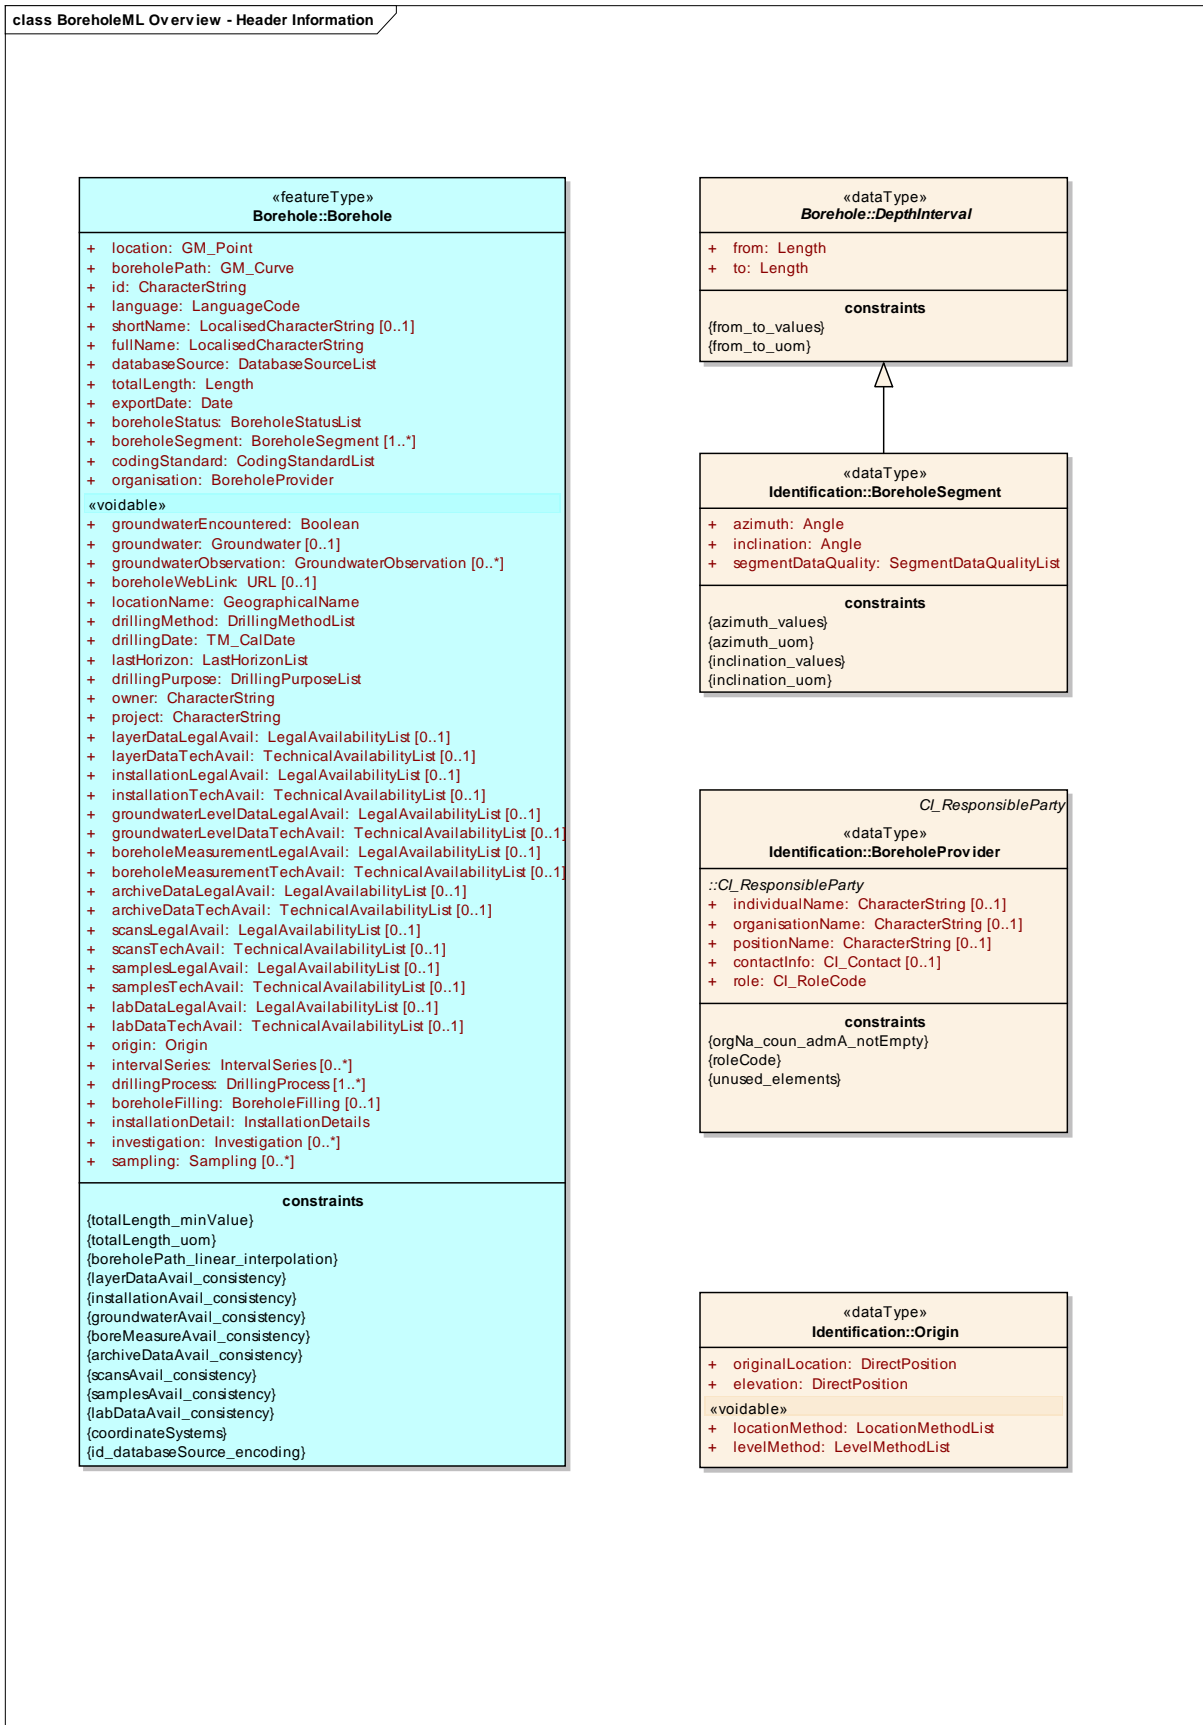 class BoreholeML Overview - Header Information
«featureType»
Borehole::Borehole
+ location: GM_Point
+ boreholePath: GM_Curve
+ id: CharacterString
+ language: LanguageCode
+ shortName: LocalisedCharacterString [0..1]
+ fullName: LocalisedCharacterString
+ databaseSource: DatabaseSourceList
+ totalLength: Length
+ exportDate: Date
+ boreholeStatus: BoreholeStatusList
+ boreholeSegment: BoreholeSegment [1..*]
+ codingStandard: CodingStandardList
+ organisation: BoreholeProvider
«voidable»
+ groundwaterEncountered: Boolean
+ groundwater: Groundwater [0..1]
+ groundwaterObservation: GroundwaterObservation [0..*]
+ boreholeWebLink: URL [0..1]
+ locationName: GeographicalName
+ drillingMethod: DrillingMethodList
+ drillingDate: TM_CalDate
+ lastHorizon: LastHorizonList
+ drillingPurpose: DrillingPurposeList
+ owner: CharacterString
+ project: CharacterString
+ layerDataLegalAvail: LegalAvailabilityList [0..1]
+ layerDataTechAvail: TechnicalAvailabilityList [0..1]
+ installationLegalAvail: LegalAvailabilityList [0..1]
+ installationTechAvail: TechnicalAvailabilityList [0..1]
+ groundwaterLevelDataLegalAvail: LegalAvailabilityList [0..1]
+ groundwaterLevelDataTechAvail: TechnicalAvailabilityList [0..1]
+ boreholeMeasurementLegalAvail: LegalAvailabilityList [0..1]
+ boreholeMeasurementTechAvail: TechnicalAvailabilityList [0..1]
+ archiveDataLegalAvail: LegalAvailabilityList [0..1]
+ archiveDataTechAvail: TechnicalAvailabilityList [0..1]
+ scansLegalAvail: LegalAvailabilityList [0..1]
+ scansTechAvail: TechnicalAvailabilityList [0..1]
+ samplesLegalAvail: LegalAvailabilityList [0..1]
+ samplesTechAvail: TechnicalAvailabilityList [0..1]
+ labDataLegalAvail: LegalAvailabilityList [0..1]
+ labDataTechAvail: TechnicalAvailabilityList [0..1]
+ origin: Origin
+ intervalSeries: IntervalSeries [0..*]
+ drillingProcess: DrillingProcess [1..*]
+ boreholeFilling: BoreholeFilling [0..1]
+ installationDetail: InstallationDetails
+ investigation: Investigation [0..*]
+ sampling: Sampling [0..*]
constraints
{totalLength_minValue}
{totalLength_uom}
{boreholePath_linear_interpolation}
{layerDataAvail_consistency}
{installationAvail_consistency}
{groundwaterAvail_consistency}
{boreMeasureAvail_consistency}
{archiveDataAvail_consistency}
{scansAvail_consistency}
{samplesAvail_consistency}
{labDataAvail_consistency}
{coordinateSystems}
{id_databaseSource_encoding}
«dataType»
Borehole::DepthInterval
+ from: Length
+ to: Length
constraints
{from_to_values}
{from_to_uom}
«dataType»
Identification::BoreholeSegment
+ azimuth: Angle
+ inclination: Angle
+ segmentDataQuality: SegmentDataQualityList
constraints
{azimuth_values}
{azimuth_uom}
{inclination_values}
{inclination_uom}
CI_ResponsibleParty
«dataType»
Identification::BoreholeProvider
::CI_ResponsibleParty
+ individualName: CharacterString [0..1]
+ organisationName: CharacterString [0..1]
+ positionName: CharacterString [0..1]
+ contactInfo: CI_Contact [0..1]
+ role: CI_RoleCode
constraints
{orgNa_coun_admA_notEmpty}
{roleCode}
{unused_elements}
«dataType»
Identification::Origin
+ originalLocation: DirectPosition
+ elevation: DirectPosition
«voidable»
+ locationMethod: LocationMethodList
+ levelMethod: LevelMethodList